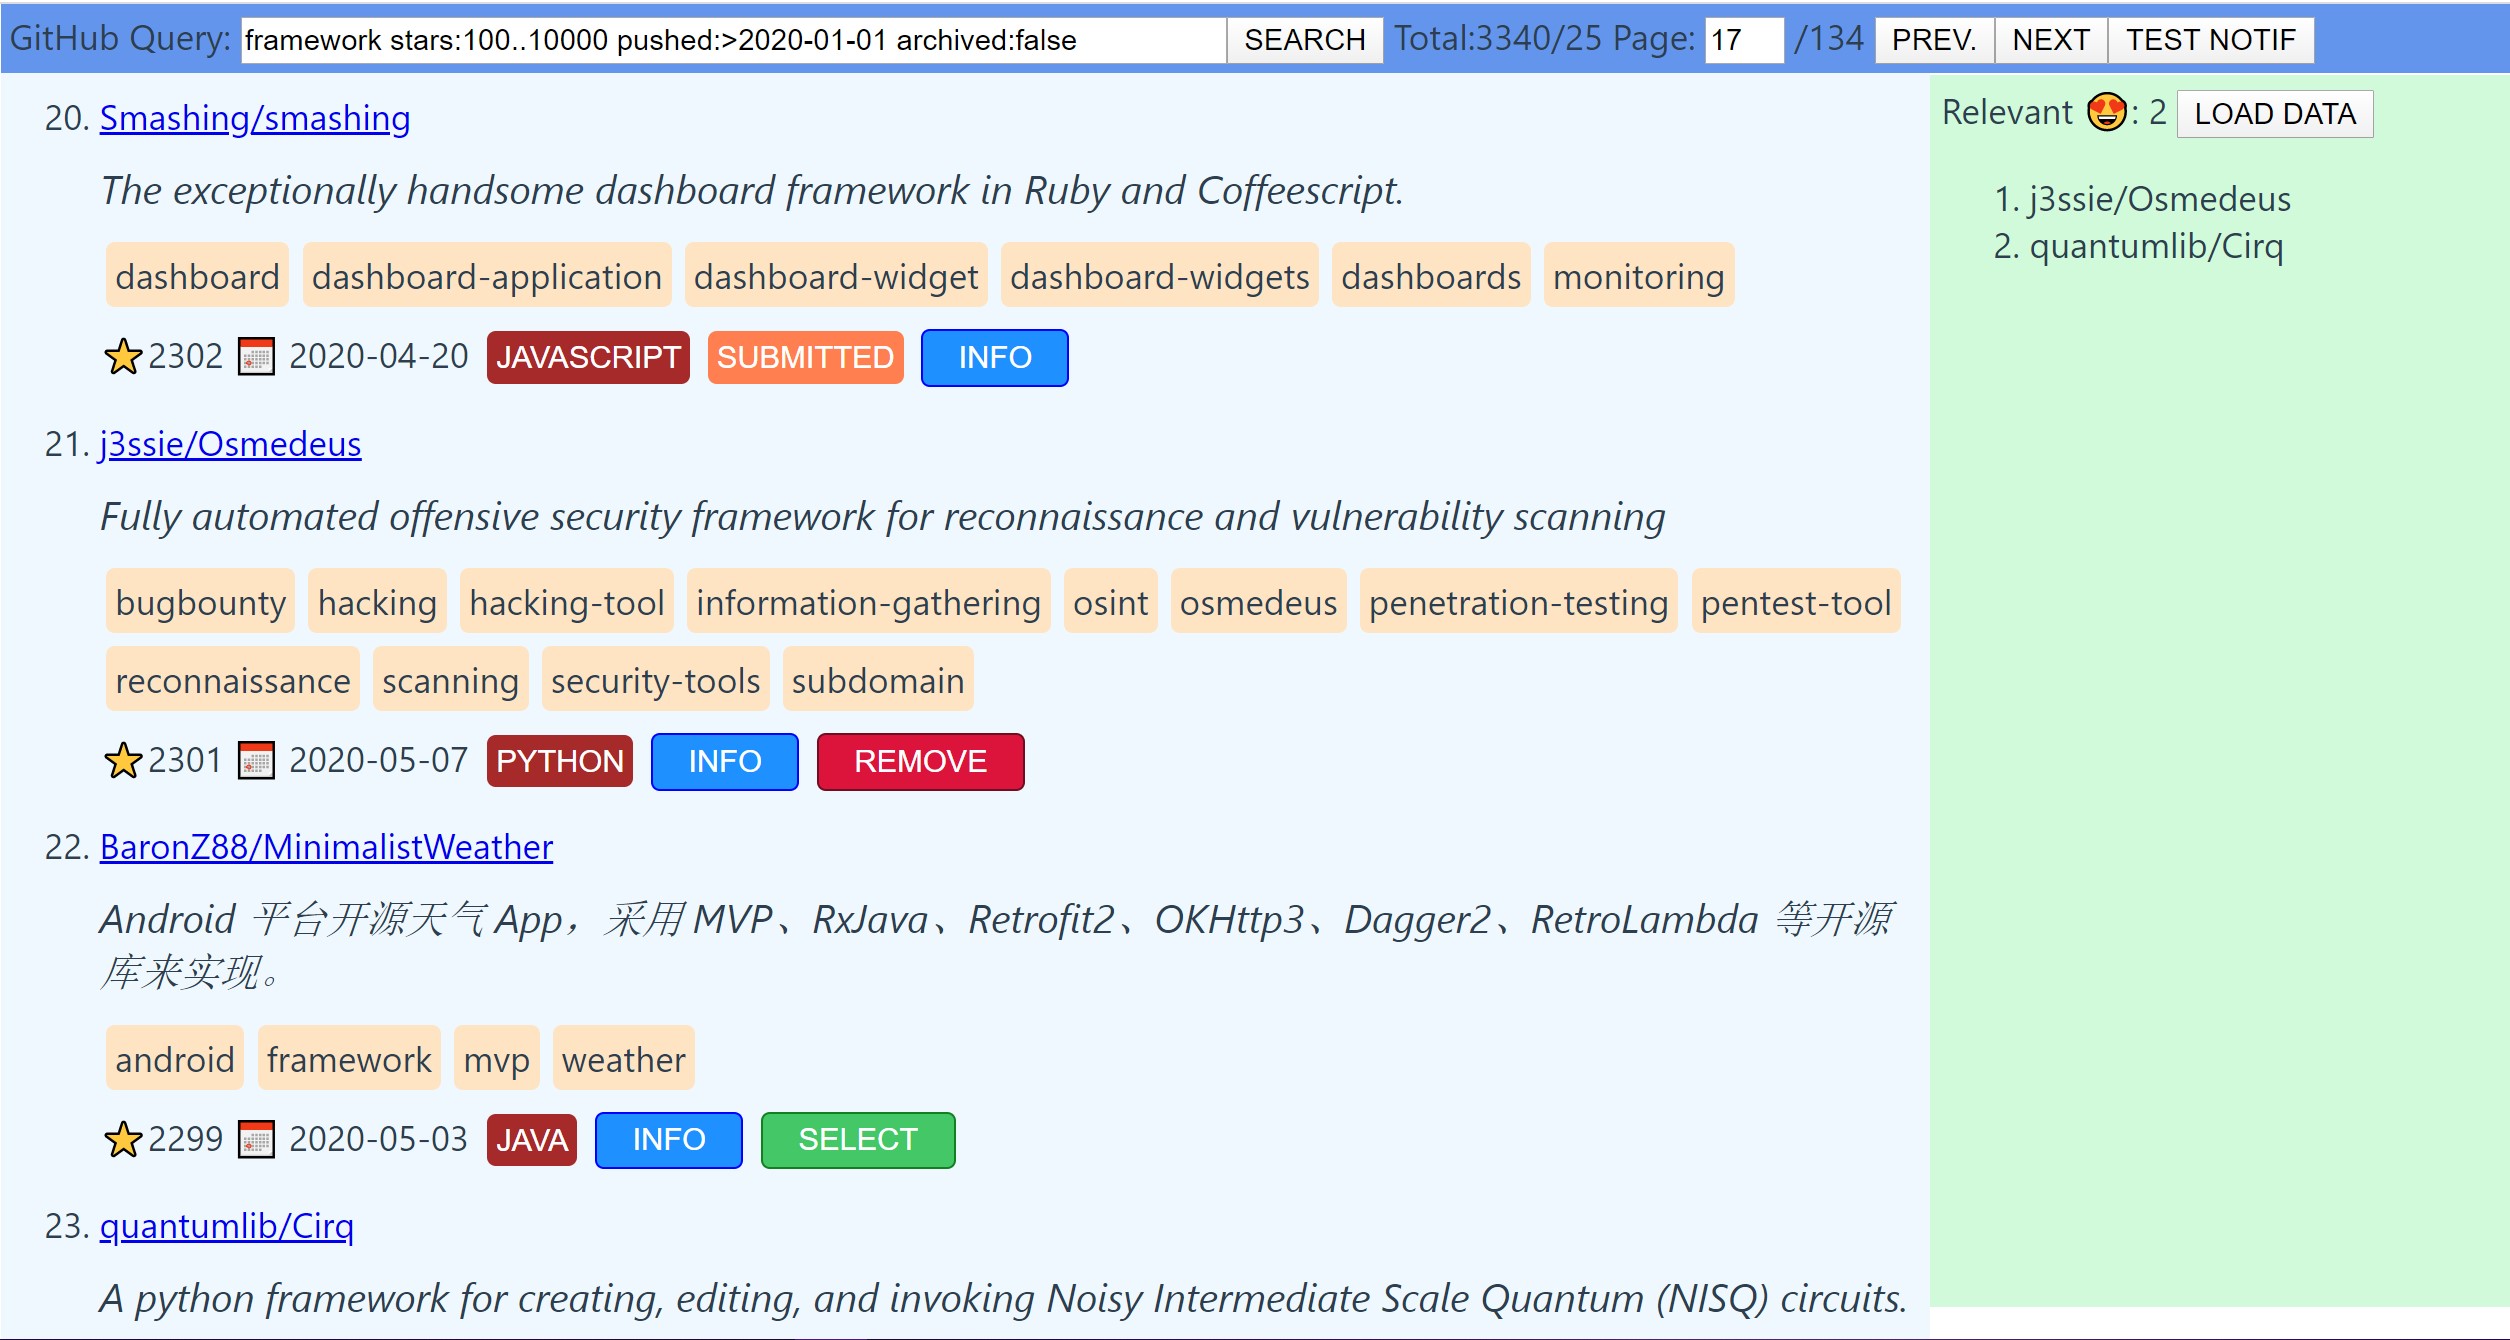 GitHub Query: framework stars:100..10000 pushed:>2020-01-01 archived:false SEARCH Total:3340/25 Page: 17 /134 PREV. NEXT TEST NOTIF
20. Smashing/smashing
The exceptionally handsome dashboard framework in Ruby and Coffeescript.
dashboard dashboard-application dashboard-widget dashboard-widgets dashboards monitoring
2302 2020-04-20 JAVASCRIPT SUBMITTED INFO
21. j3ssie/Osmedeus
Fully automated offensive security framework for reconnaissance and vulnerability scanning
bugbounty hacking hacking-tool information-gathering osint osmedeus penetration-testing pentest-tool
reconnaissance scanning security-tools subdomain
2301 2020-05-07 PYTHON INFO REMOVE
22. BaronZ88/MinimalistWeather
Android 平台开源天气 App，采用 MVP、RxJava、Retrofit2、OKHttp3、Dagger2、RetroLambda 等开源
库来实现。
android framework mvp weather
2299 2020-05-03 JAVA INFO SELECT
23. quantumlib/Cirq
A python framework for creating, editing, and invoking Noisy Intermediate Scale Quantum (NISQ) circuits.
Relevant 😍: 2 LOAD DATA
1. j3ssie/Osmedeus
2. quantumlib/Cirq